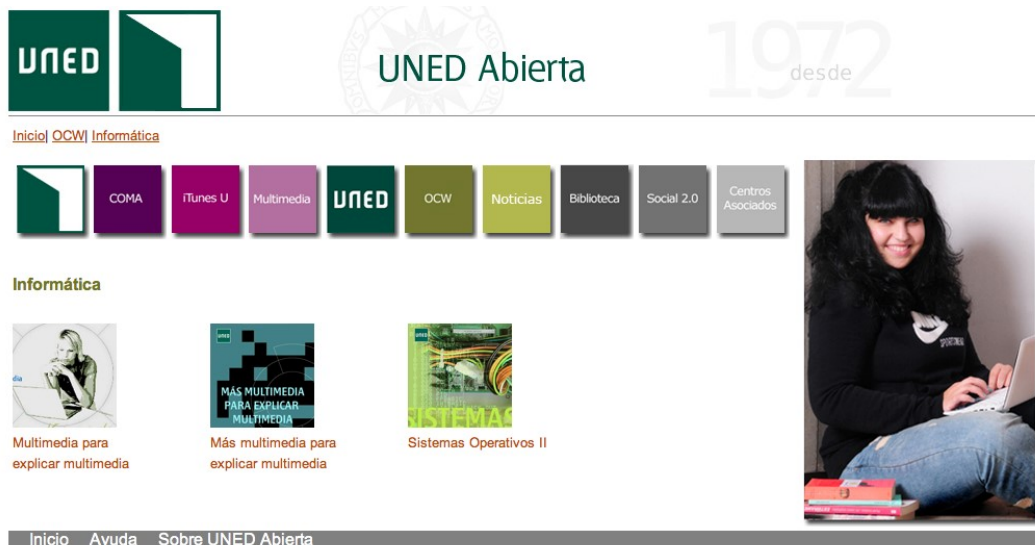 UNED
UNED Abierta
desde 1972
Inicio| OCW| Informática
COMA
iTunes U
Multimedia
UNED
OCW
Noticias
Biblioteca
Social 2.0
Centros
Asociados
Informática
UNED
MÁS MULTIMEDIA
PARA EXPLICAR
MULTIMEDIA
UNED
SISTEMAS
Multimedia para
explicar multimedia
Más multimedia para
explicar multimedia
Sistemas Operativos II
Inicio Ayuda Sobre UNED Abierta